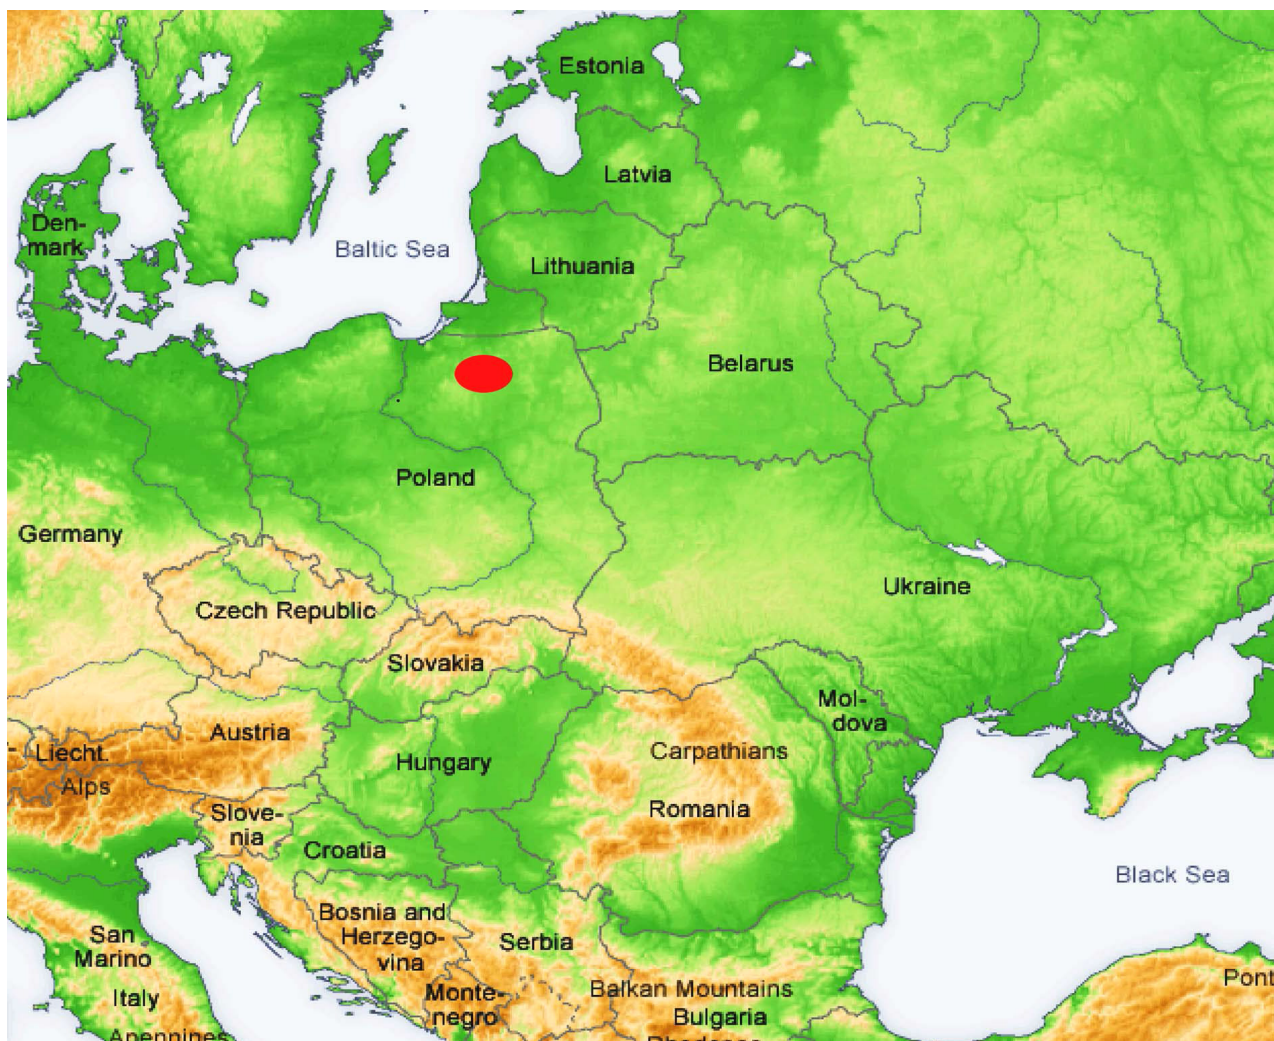 Estonia
Latvia
Den-
mark
Baltic Sea
Lithuania
Belarus
Poland
Germany
Ukraine
Czech Republic
Slovakia
Mol-
dova
Austria
Liecht.
Carpathians
Hungary
Alps
Romania
Slove-
nia
Croatia
Black Sea
Bosnia and
Herzego-
vina
San
Marino
Serbia
Pont
Balkan Mountains
Monte-
negro
Italy
Bulgaria
Apennines